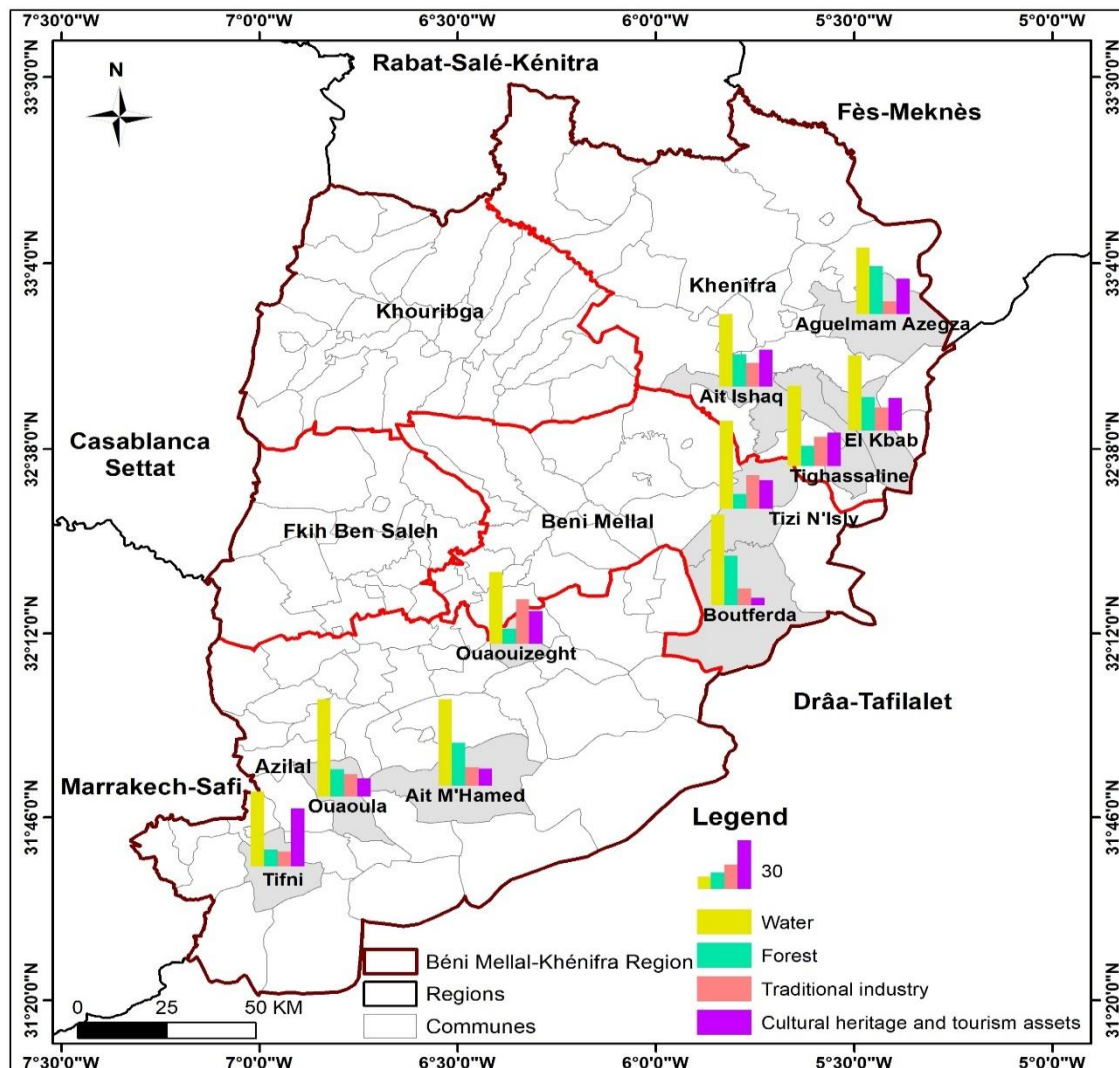 7°30'0"W 7°0'0"W 6°30'0"W 6°0'0"W 5°30'0"W 5°0'0"W
33°30'0"N
33°4'0"N
32°38'0"N
32°12'0"N
31°46'0"N
31°20'0"N
N
Rabat-Salé-Kénitra
Fès-Meknès
Khenifra
Khouribga
Aguelmam Azegza
Ait Ishaq
El Kbab
Casablanca
Settat
Tighassaline
Tizi N'Isly
Beni Mellal
Fkih Ben Saleh
Boutferda
Ouaouizeght
Drâa-Tafilalet
Azilal
Marrakech-Safi
Ouaoula
Ait M'Hamed
Tifni
Legend
30
Water
Forest
Traditional industry
Cultural heritage and tourism assets
Béni Mellal-Khénifra Region
Regions
Communes
0 25 50 KM
33°30'0"N
33°4'0"N
32°38'0"N
32°12'0"N
31°46'0"N
31°20'0"N
7°30'0"W 7°0'0"W 6°30'0"W 6°0'0"W 5°30'0"W 5°0'0"W